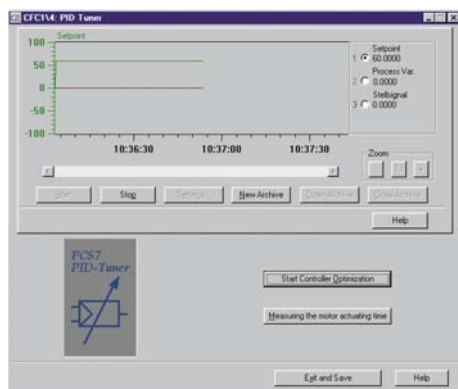 CFC1\4: PID Tuner
Setpoint
100
50
0
-50
-100
10:36:30 10:37:00 10:37:30
Setpoint
1 60.0000
Process Var.
2 0.0000
Stellsignal
3 0.0000
Zoom
Start Stop Settings... New Archive Open Archive Close Archive
Help
PCS7
PID-Tuner
Start Controller Optimization
Measuring the motor actuating time
Exit and Save Help